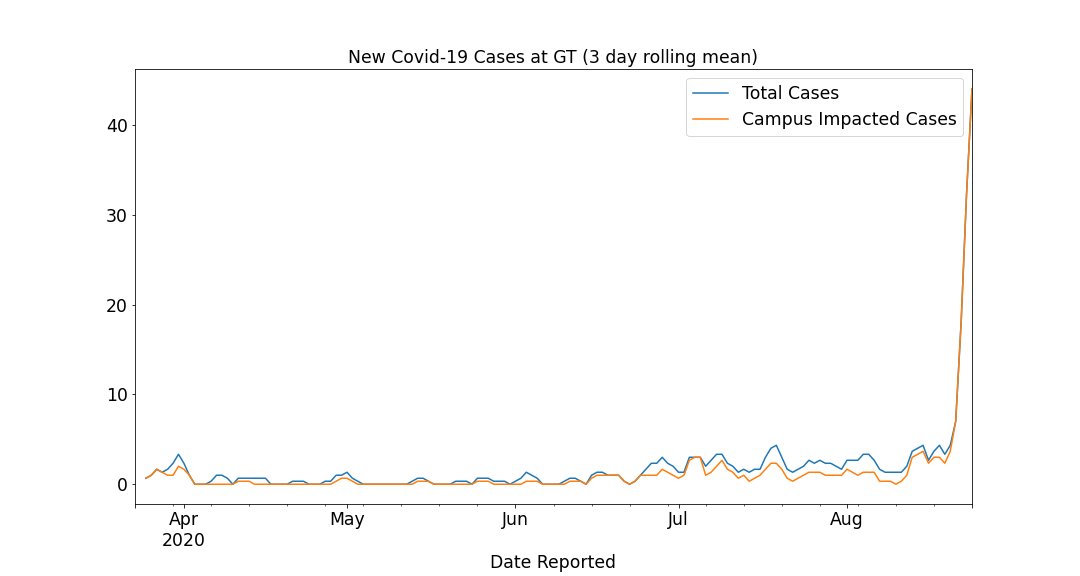 New Covid-19 Cases at GT (3 day rolling mean)
Total Cases
Campus Impacted Cases
40
30
20
10
0
Apr
2020
May
Jun
Jul
Aug
Date Reported